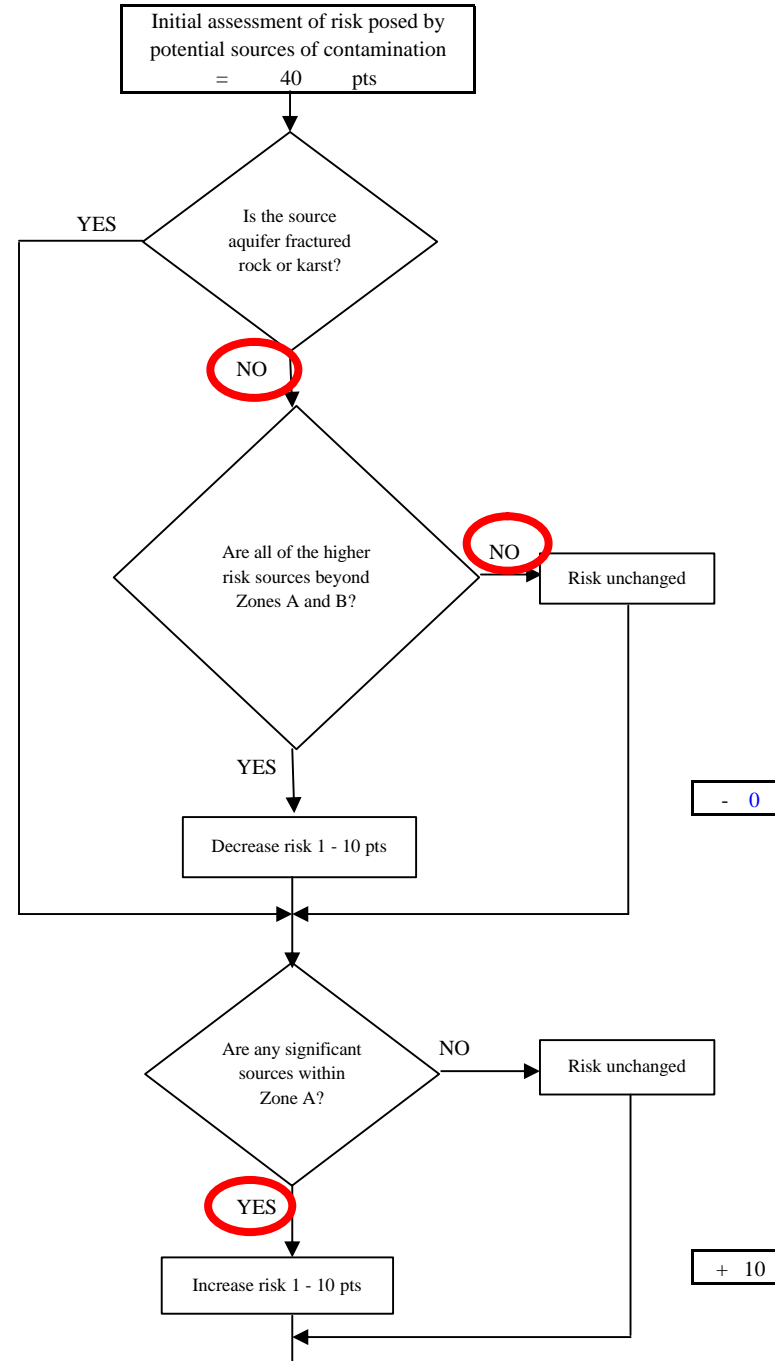 Initial assessment of risk posed by
potential sources of contamination
= 40 pts
Is the source
aquifer fractured
rock or karst?
YES
NO
Are all of the higher
risk sources beyond
Zones A and B?
NO
Risk unchanged
YES
- 0
Decrease risk 1 - 10 pts
Are any significant
sources within
Zone A?
NO
Risk unchanged
YES
Increase risk 1 - 10 pts
+ 10